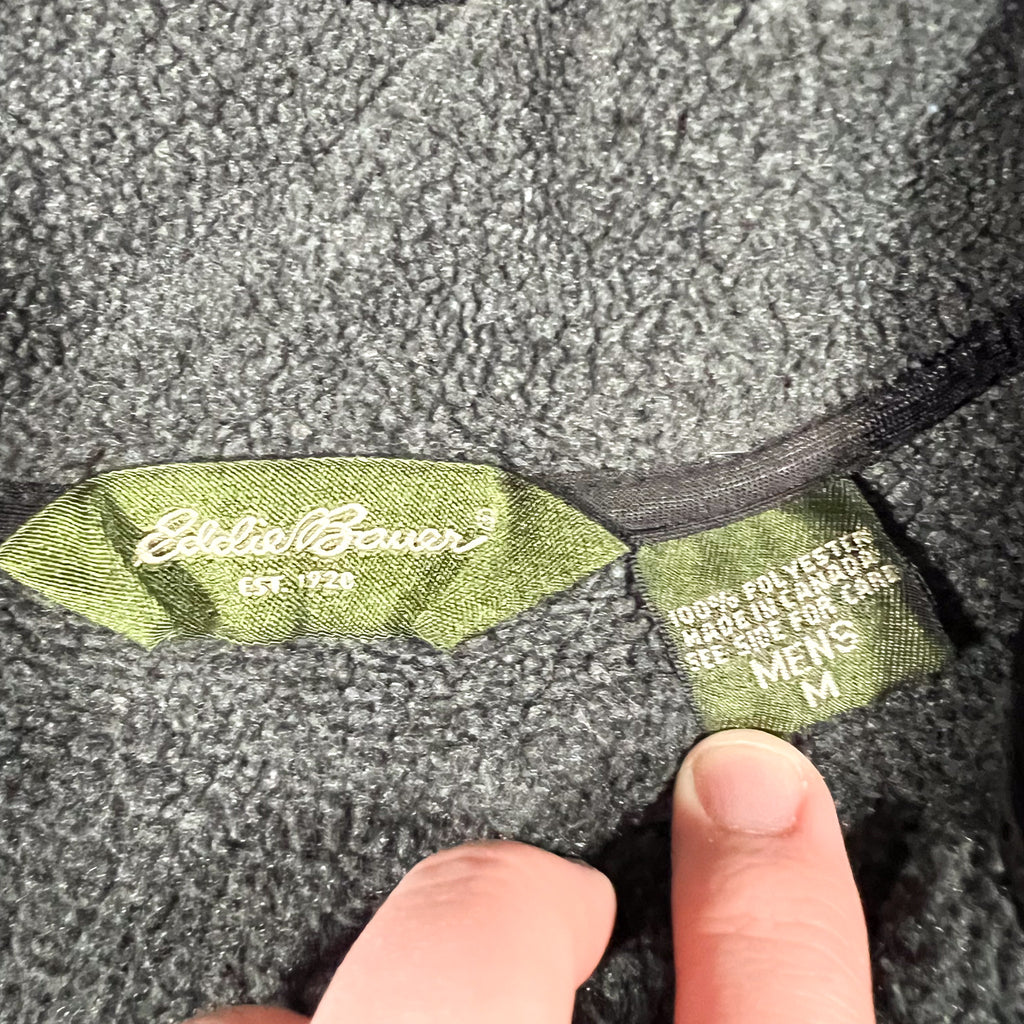 Eddie Bauer®
EST. 1920
100% POLYESTER
MADE IN CANADA
SEE SIDE FOR CARE
MENS
M